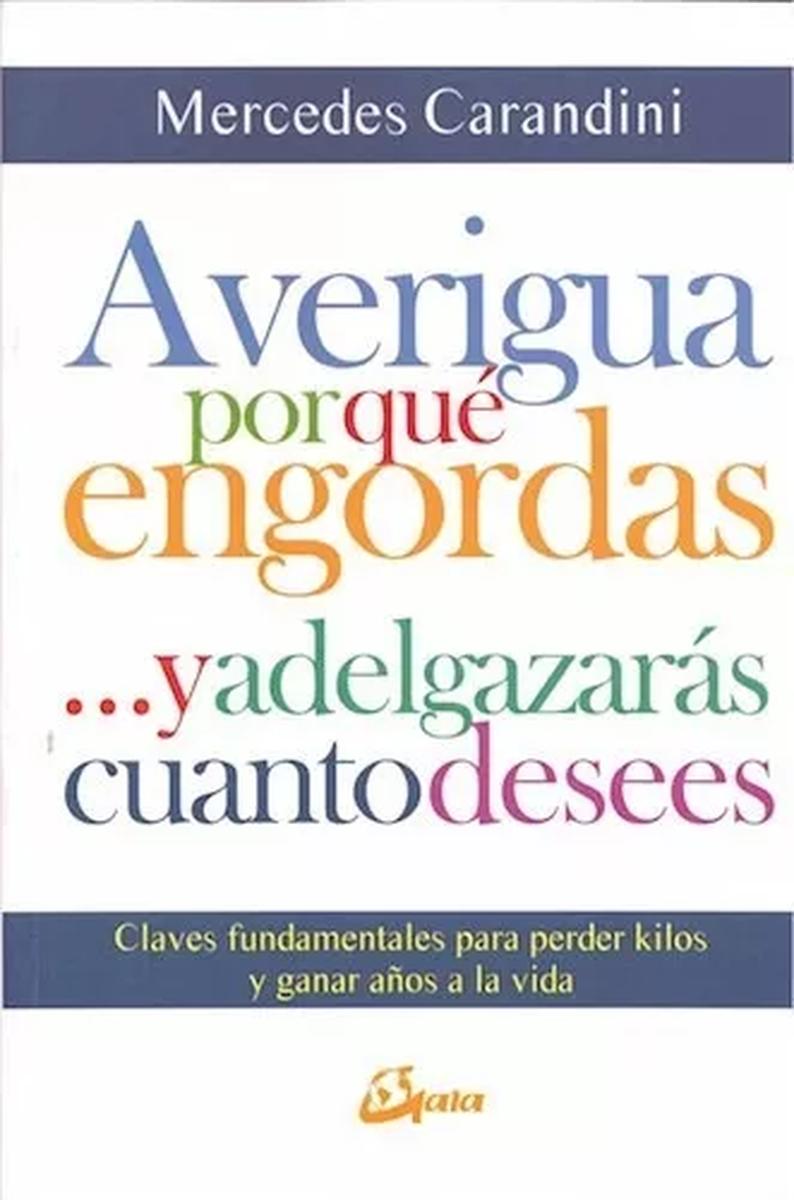 Mercedes Carandini
Averigua
por qué
engordas
...y adelgazarás
cuanto desees
Claves fundamentales para perder kilos
y ganar años a la vida
Gaia